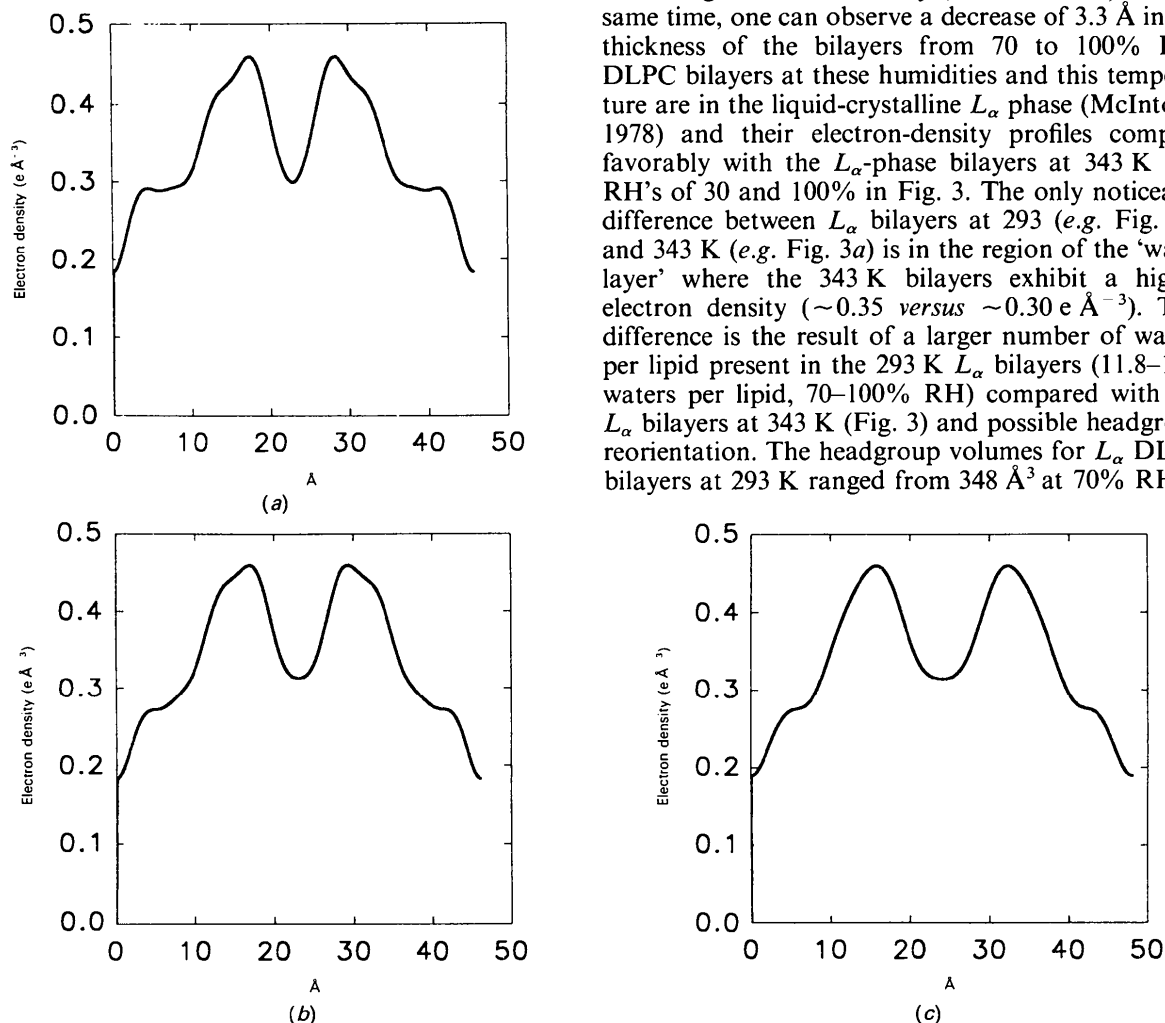 same time, one can observe a decrease of 3.3 Å in
thickness of the bilayers from 70 to 100%
DLPC bilayers at these humidities and this tempe
ture are in the liquid-crystalline Lα phase (McInto
1978) and their electron-density profiles comp
favorably with the Lα-phase bilayers at 343 K
RH's of 30 and 100% in Fig. 3. The only noticea
difference between Lα bilayers at 293 (e.g. Fig.
and 343 K (e.g. Fig. 3a) is in the region of the 'wa
layer' where the 343 K bilayers exhibit a hig
electron density (~0.35 versus ~0.30 e Å⁻³). T
difference is the result of a larger number of wa
per lipid present in the 293 K Lα bilayers (11.8–1
waters per lipid, 70–100% RH) compared with
Lα bilayers at 343 K (Fig. 3) and possible headgro
reorientation. The headgroup volumes for Lα DL
bilayers at 293 K ranged from 348 Å³ at 70% RH
Electron density (e Å⁻³)
0.5
0.4
0.3
0.2
0.1
0.0
0 10 20 30 40 50
Å
(a)
Electron density (e Å ³)
0.5
0.4
0.3
0.2
0.1
0.0
0 10 20 30 40 50
Å
(b)
Electron density (e Å ³)
0.5
0.4
0.3
0.2
0.1
0.0
0 10 20 30 40 50
Å
(c)